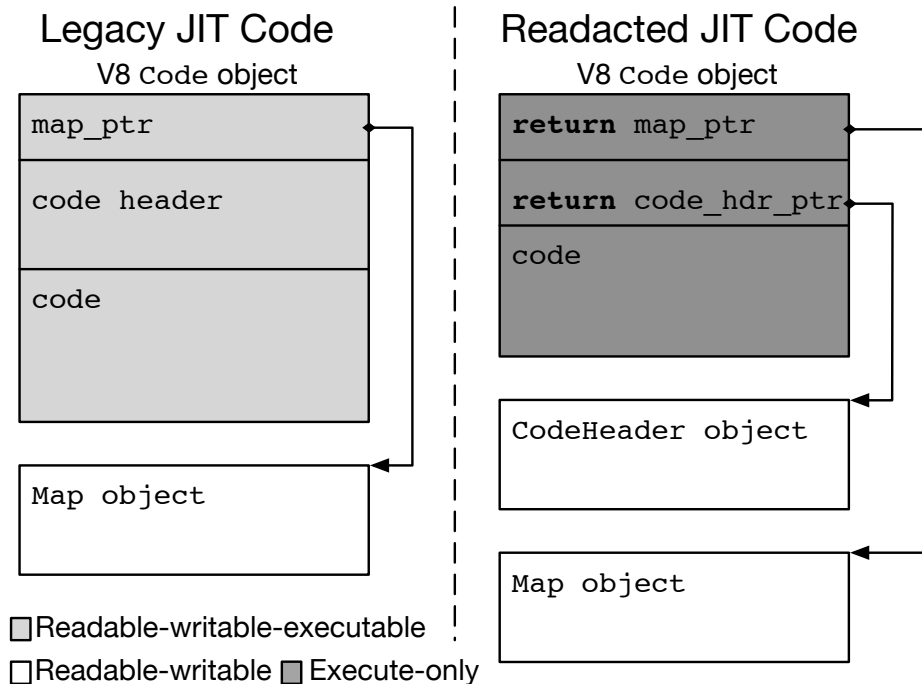 Legacy JIT Code
V8 Code object
map_ptr
code header
code
Map object
Readacted JIT Code
V8 Code object
return map_ptr
return code_hdr_ptr
code
CodeHeader object
Map object
Readable-writable-executable
Readable-writable
Execute-only